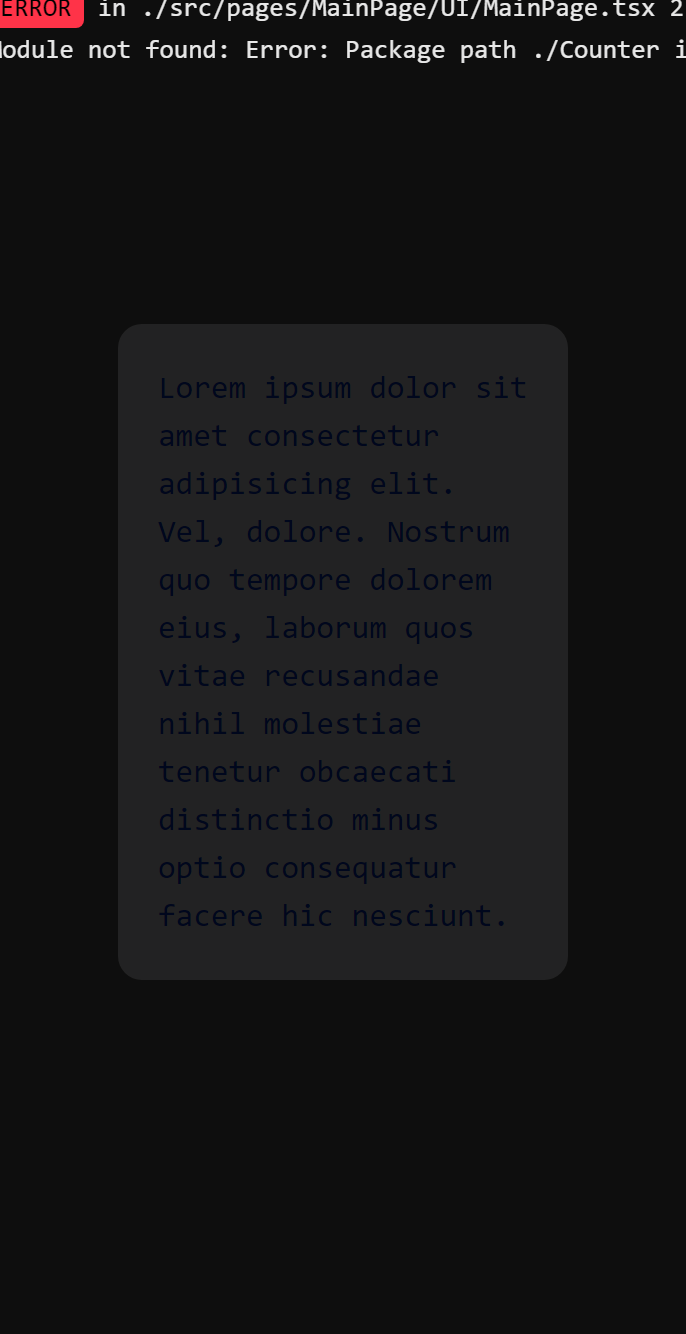 ERROR in ./src/pages/MainPage/UI/MainPage.tsx 2
Module not found: Error: Package path ./Counter i
Lorem ipsum dolor sit
amet consectetur
adipisicing elit.
Vel, dolore. Nostrum
quo tempore dolorem
eius, laborum quos
vitae recusandae
nihil molestiae
tenetur obcaecati
distinctio minus
optio consequatur
facere hic nesciunt.